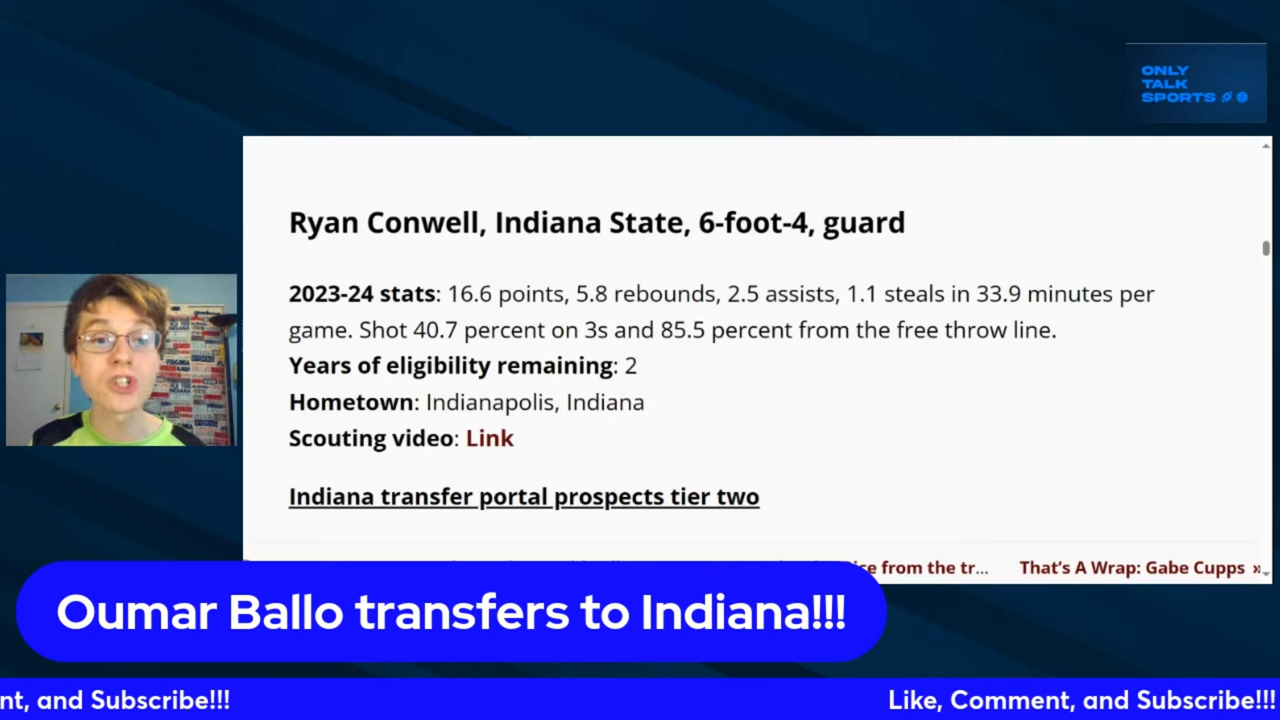 ONLY
TALK
SPORTS
Ryan Conwell, Indiana State, 6-foot-4, guard
2023-24 stats: 16.6 points, 5.8 rebounds, 2.5 assists, 1.1 steals in 33.9 minutes per
game. Shot 40.7 percent on 3s and 85.5 percent from the free throw line.
Years of eligibility remaining: 2
Hometown: Indianapolis, Indiana
Scouting video: Link
Indiana transfer portal prospects tier two
ce from the tr... That's A Wrap: Gabe Cupps »
Oumar Ballo transfers to Indiana!!!
nt, and Subscribe!!! Like, Comment, and Subscribe!!!